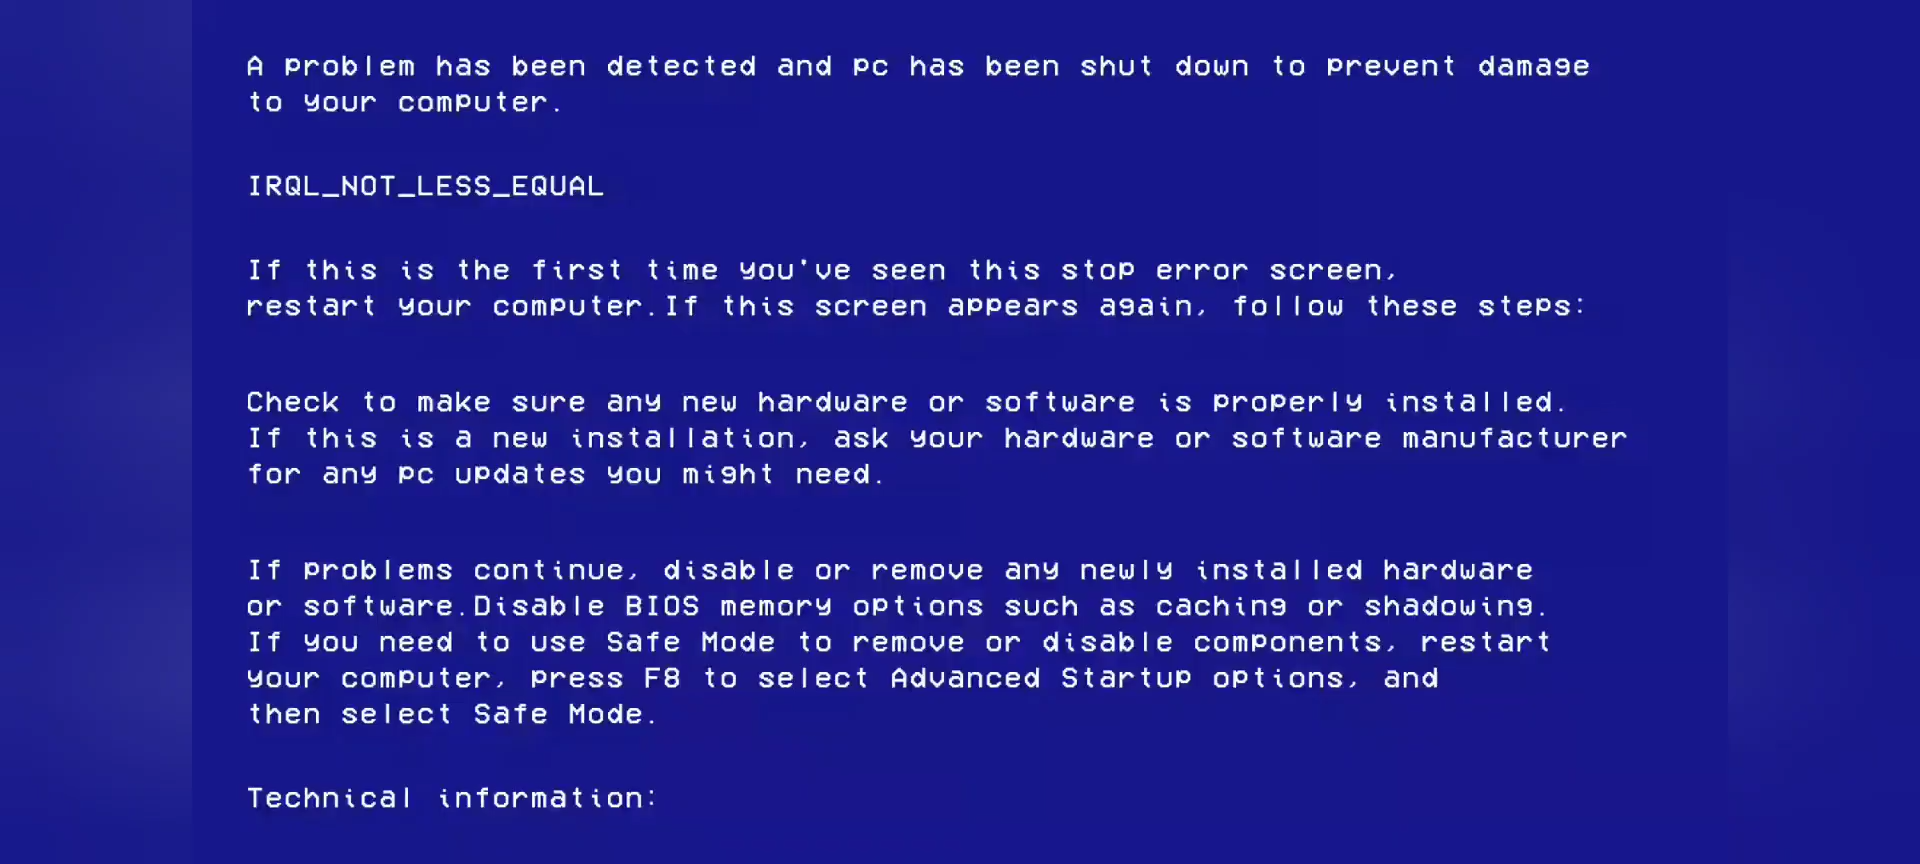 A problem has been detected and pc has been shut down to prevent damage
to your computer.
IRQL_NOT_LESS_EQUAL
If this is the first time you've seen this stop error screen,
restart your computer.If this screen appears again, follow these steps:
Check to make sure any new hardware or software is properly installed.
If this is a new installation, ask your hardware or software manufacturer
for any pc updates you might need.
If problems continue, disable or remove any newly installed hardware
or software.Disable BIOS memory options such as caching or shadowing.
If you need to use Safe Mode to remove or disable components, restart
your computer, press F8 to select Advanced Startup options, and
then select Safe Mode.
Technical information: